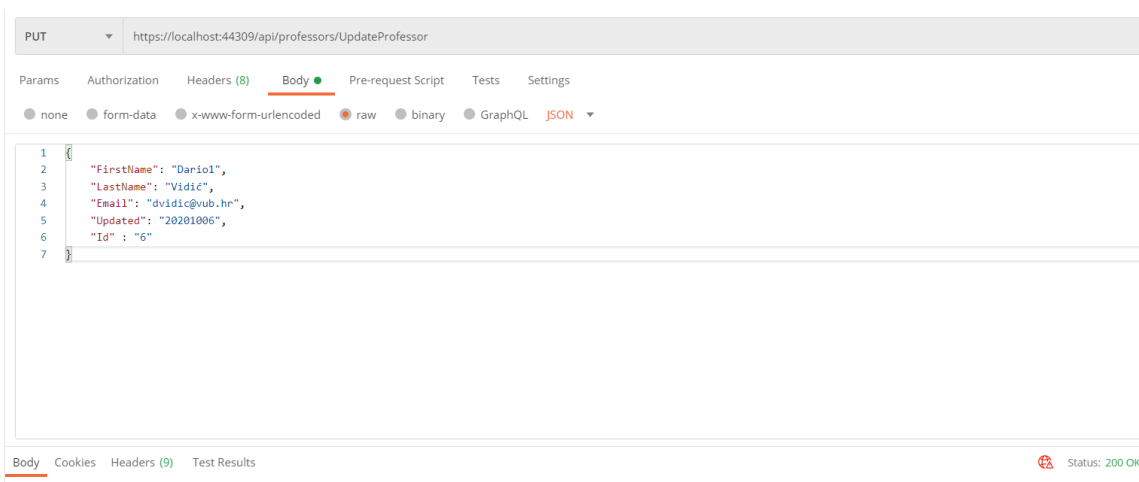 PUT https://localhost:44309/api/professors/UpdateProfessor
Params Authorization Headers (8) Body Pre-request Script Tests Settings
none form-data x-www-form-urlencoded raw binary GraphQL JSON
1 {
2 "FirstName": "Dario1",
3 "LastName": "Vidić",
4 "Email": "dvidic@vub.hr",
5 "Updated": "20201006",
6 "Id" : "6"
7 }
Body Cookies Headers (9) Test Results Status: 200 OK